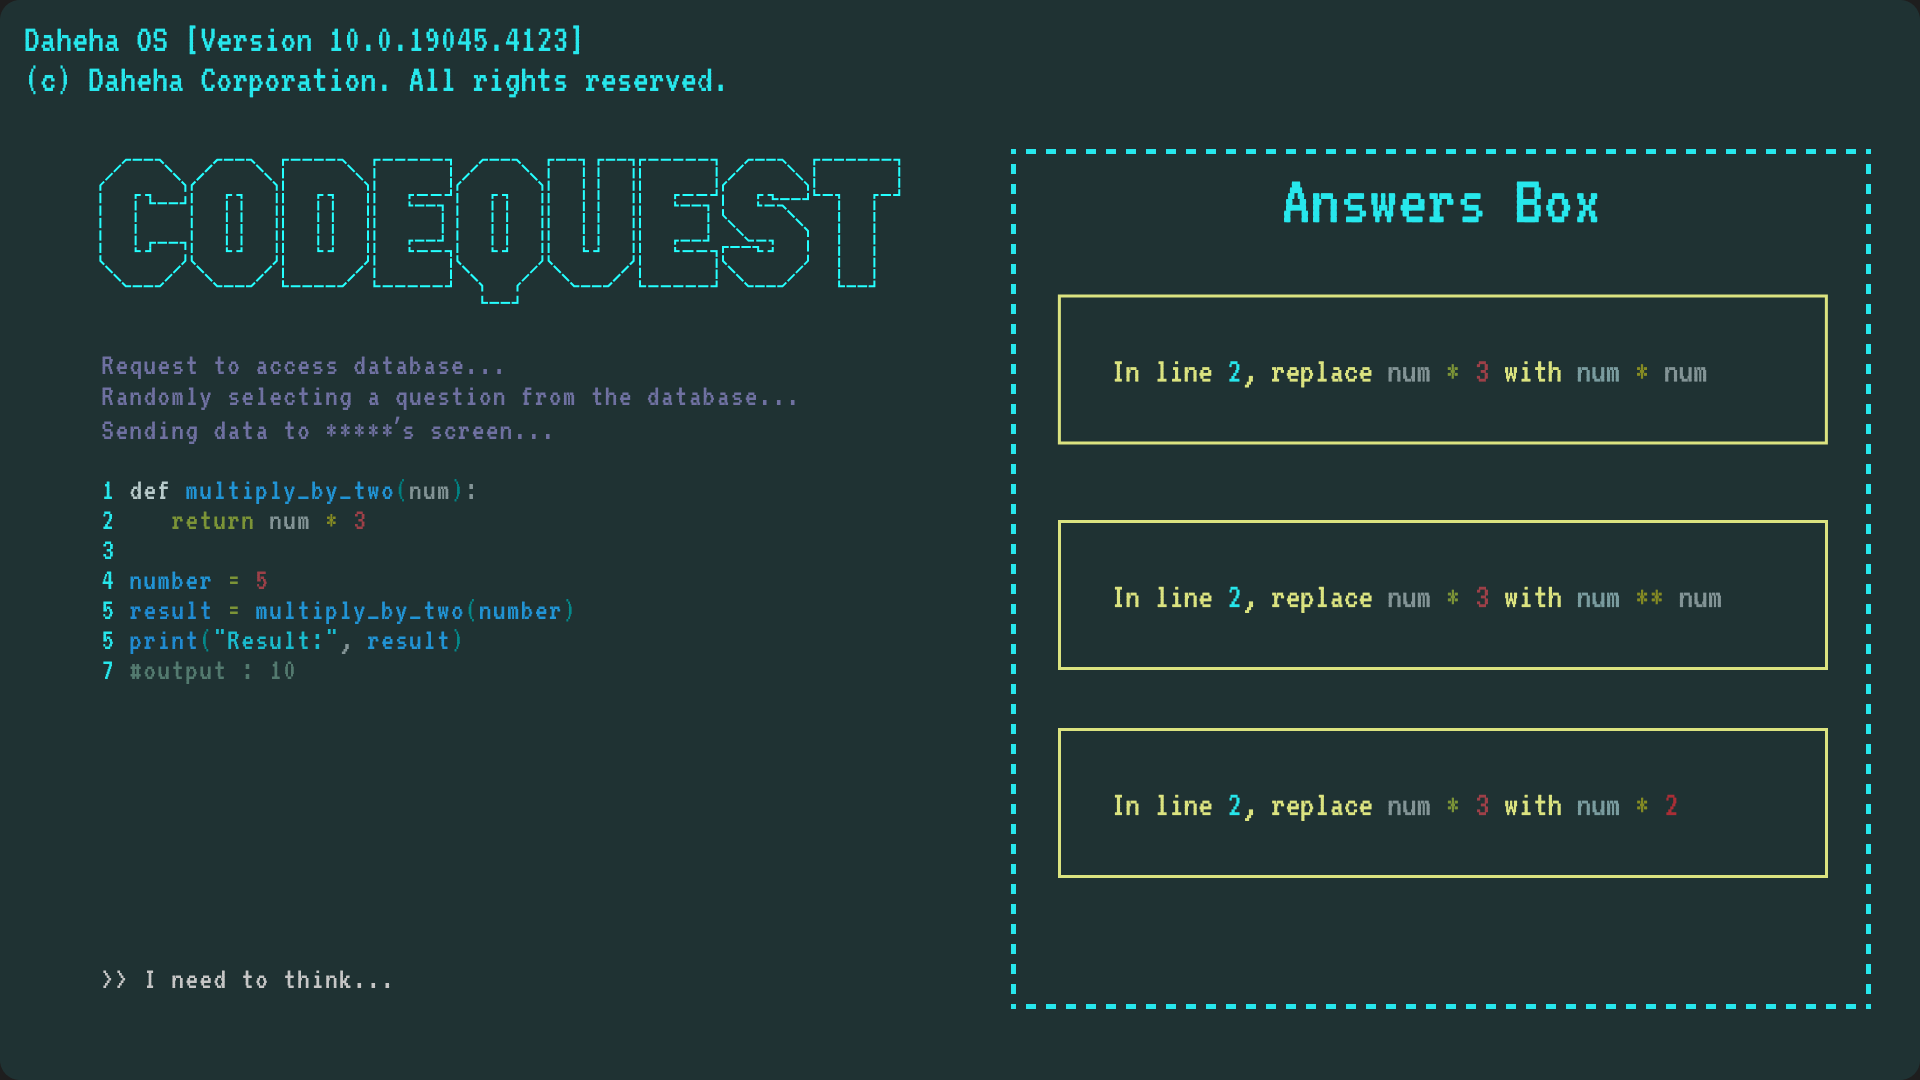 Daheha OS [Version 10.0.19045.4123]
(c) Daheha Corporation. All rights reserved.
CODEQUEST
Request to access database...
Randomly selecting a question from the database...
Sending data to *****'s screen...
1 def multiply_by_two(num):
2    return num * 3
3
4 number = 5
5 result = multiply_by_two(number)
5 print("Result:", result)
7 #output : 10
>> I need to think...
Answers Box
In line 2, replace num * 3 with num * num
In line 2, replace num * 3 with num ** num
In line 2, replace num * 3 with num * 2